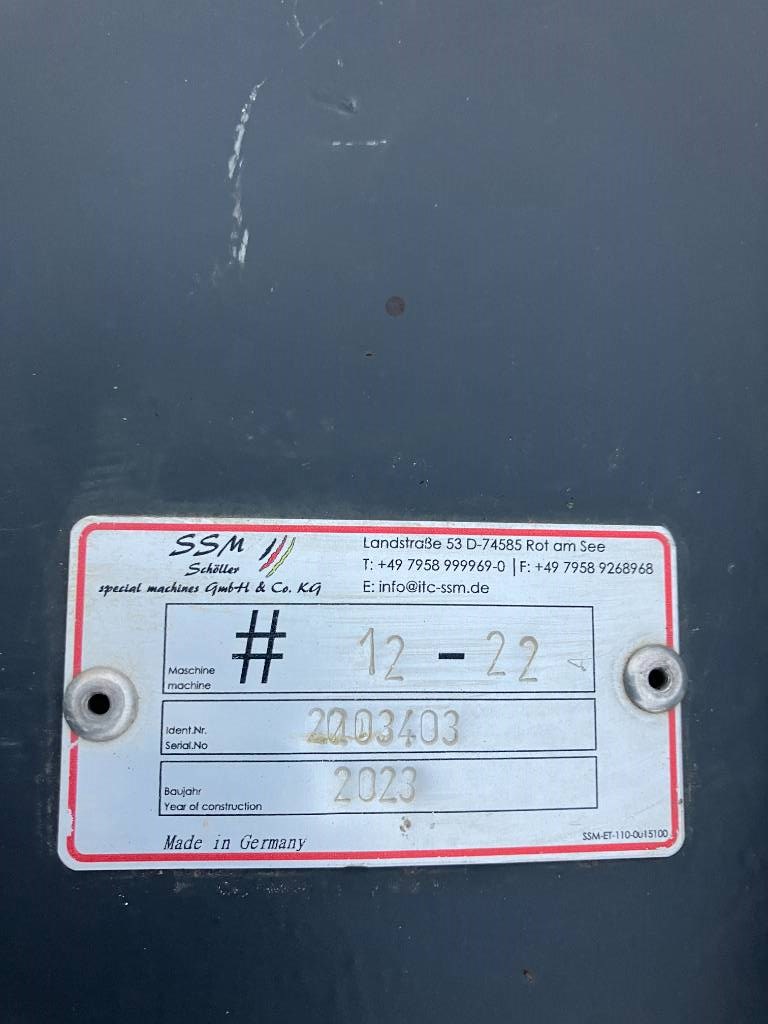 SSM
Schöller
special machines GmbH & Co. KG
Landstraße 53 D-74585 Rot am See
T: +49 7958 999969-0 | F: +49 7958 9268968
E: info@itc-ssm.de
Maschine
machine
# 12 - 22
Ident.Nr.
Serial.No
2203403
Baujahr
Year of construction
2023
Made in Germany
SSM-ET-110-0015100